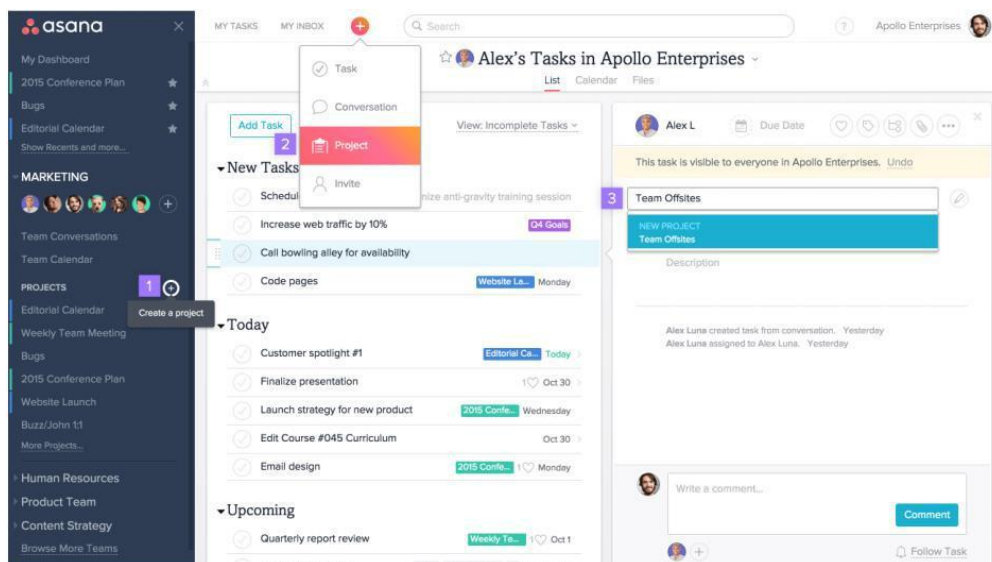 asana
My Dashboard
2015 Conference Plan
Bugs
Editorial Calendar
Show Recents and more...
MARKETING
Team Conversations
Team Calendar
PROJECTS
1
Create a project
Editorial Calendar
Weekly Team Meeting
Bugs
2015 Conference Plan
Website Launch
Buzz/John 1:1
More Projects...
Human Resources
Product Team
Content Strategy
Browse More Teams
MY TASKS MY INBOX
Search
?
Apollo Enterprises
Task
Conversation
2
Project
Invite
Alex's Tasks in Apollo Enterprises
List Calendar Files
Add Task
View: Incomplete Tasks
New Tasks
anti-gravity training session
Increase web traffic by 10% Q4 Goals
Call bowling alley for availability
Code pages Website La... Monday
Today
Customer spotlight #1 Editorial Ca... Today
Finalize presentation 1 Oct 30
Launch strategy for new product 2015 Confe... Wednesday
Edit Course #045 Curriculum Oct 30
Email design 2015 Confe... 1 Monday
Upcoming
Quarterly report review Weekly Te... 1 Oct 1
Alex L Due Date
This task is visible to everyone in Apollo Enterprises. Undo
3
Team Offsites
NEW PROJECT
Team Offsites
Description
Alex Luna created task from conversation. Yesterday
Alex Luna assigned to Alex Luna. Yesterday
Write a comment...
Comment
Follow Task